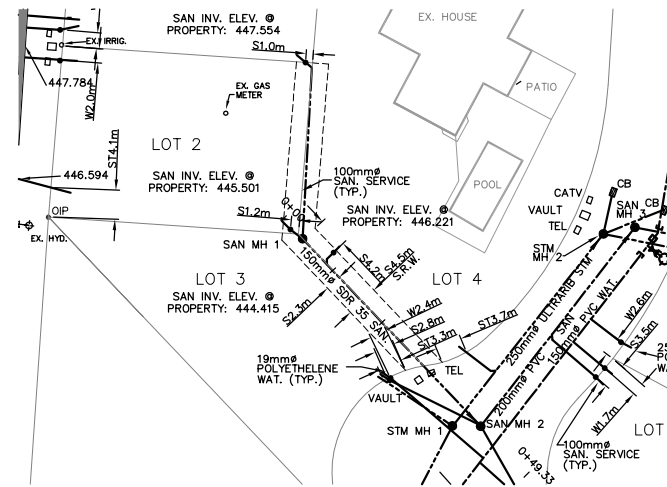 SAN INV. ELEV. @
PROPERTY: 447.554
EX. HOUSE
S1.0m
EX. IRRIG.
447.784
W2.0m
EX. GAS
METER
PATIO
LOT 2
ST4.1m
446.594
SAN INV. ELEV. @
PROPERTY: 445.501
100mmø
SAN. SERVICE
(TYP.)
POOL
CATV
CB
VAULT
SAN
MH 3
CB
TEL
OIP
S1.2m
0+00
SAN INV. ELEV. @
PROPERTY: 446.221
EX. HYD.
SAN MH 1
STM
MH 2
LOT 3
150mmø SDR 35 SAN
S4.2m
S4.5m
S.R.W.
LOT 4
SAN INV. ELEV. @
PROPERTY: 444.415
S2.3m
W2.4m
S2.8m
ST3.3m
ST3.7m
250mmø ULTRARIB STM
200mmø PVC SAN
150mmø PVC WAT.
W2.6m
S3.5m
19mmø
POLYETHELENE
WAT. (TYP.)
TEL
VAULT
W1.7m
STM MH 1
SAN MH 2
0+49.33
100mmø
SAN. SERVICE
(TYP.)
LOT